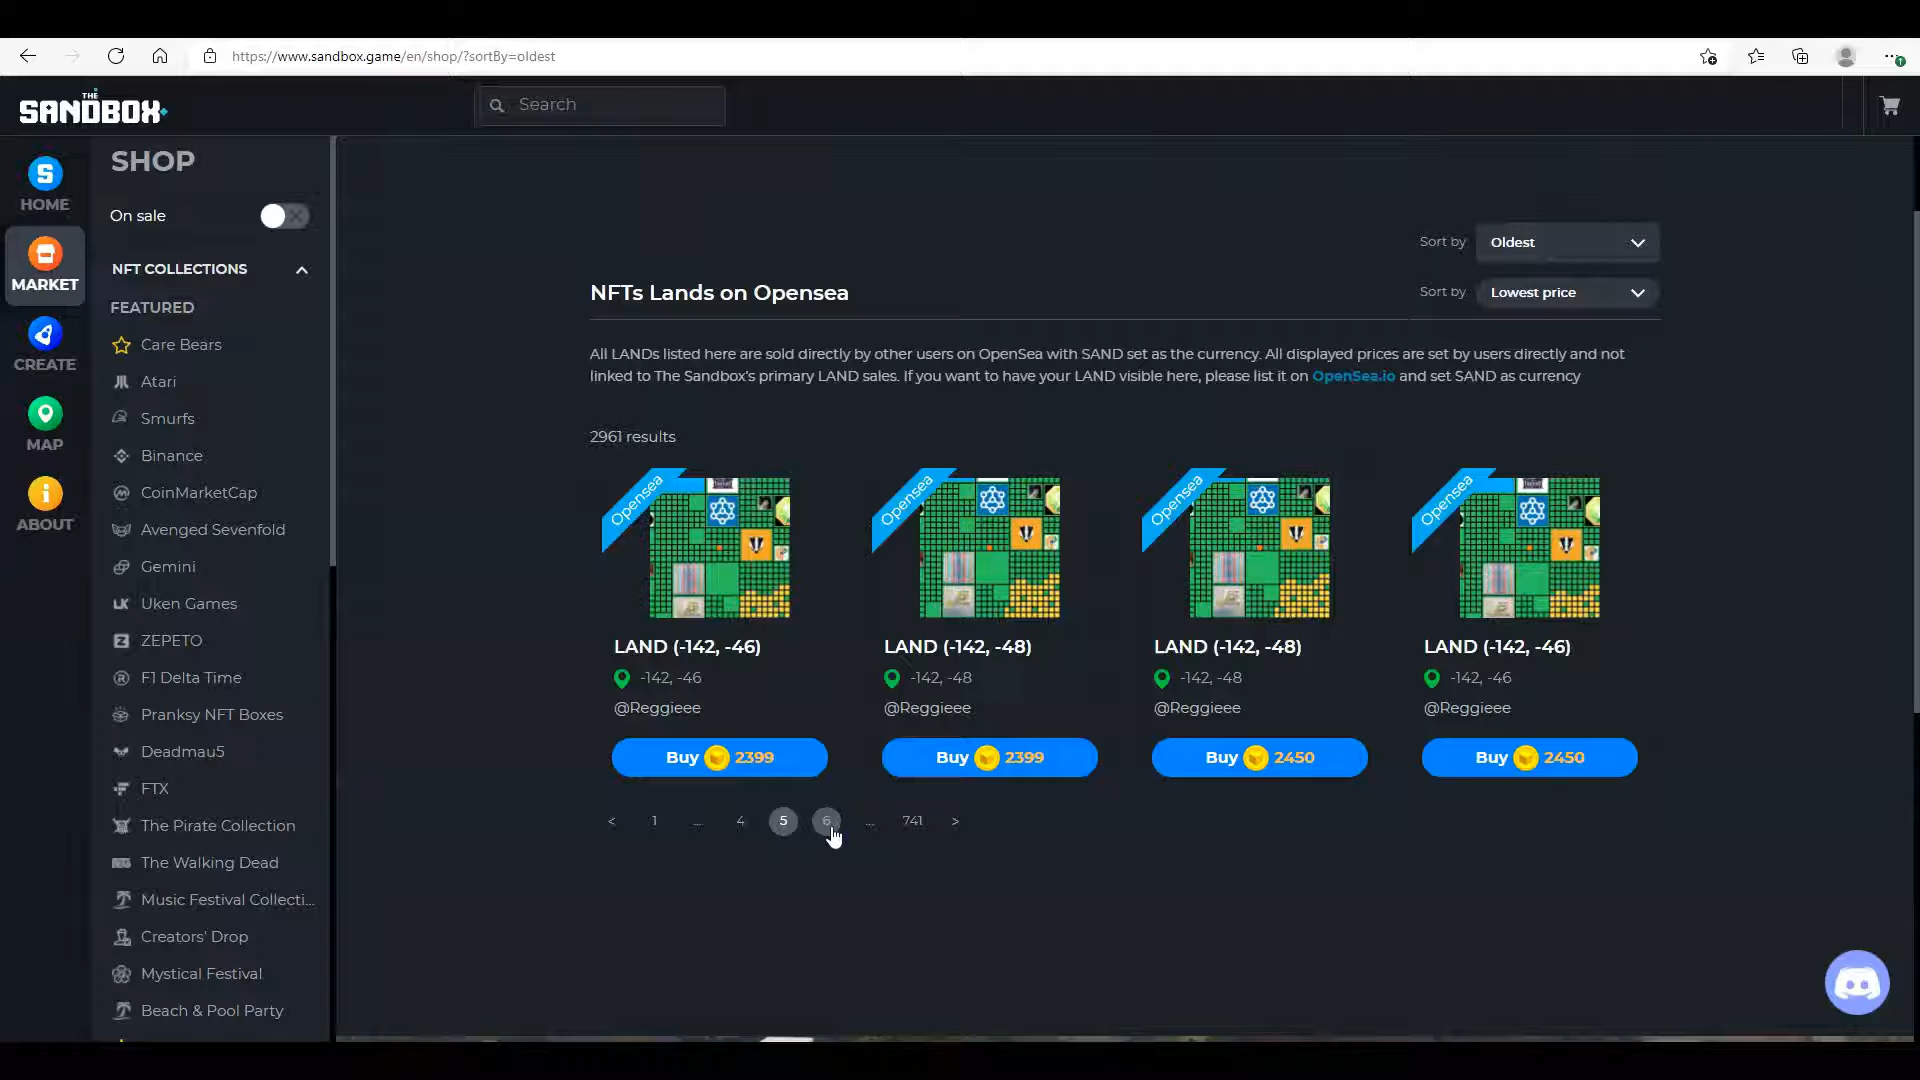 https://www.sandbox.game/en/shop/?sortBy=oldest
THE
SANDBOX
Search
HOME
MARKET
CREATE
MAP
ABOUT
SHOP
On sale
NFT COLLECTIONS
FEATURED
Care Bears
Atari
Smurfs
Binance
CoinMarketCap
Avenged Sevenfold
Gemini
Uken Games
ZEPETO
F1 Delta Time
Pranksy NFT Boxes
Deadmau5
FTX
The Pirate Collection
The Walking Dead
Music Festival Collecti...
Creators' Drop
Mystical Festival
Beach & Pool Party
Sort by Oldest
NFTs Lands on Opensea
Sort by Lowest price
All LANDs listed here are sold directly by other users on OpenSea with SAND set as the currency. All displayed prices are set by users directly and not
linked to The Sandbox's primary LAND sales. If you want to have your LAND visible here, please list it on OpenSea.io and set SAND as currency
2961 results
Opensea
LAND (-142, -46)
-142, -46
@Reggieee
Buy 2399
Opensea
LAND (-142, -48)
-142, -48
@Reggieee
Buy 2399
Opensea
LAND (-142, -48)
-142, -48
@Reggieee
Buy 2450
Opensea
LAND (-142, -46)
-142, -46
@Reggieee
Buy 2450
< 1 ... 4 5 6 ... 741 >